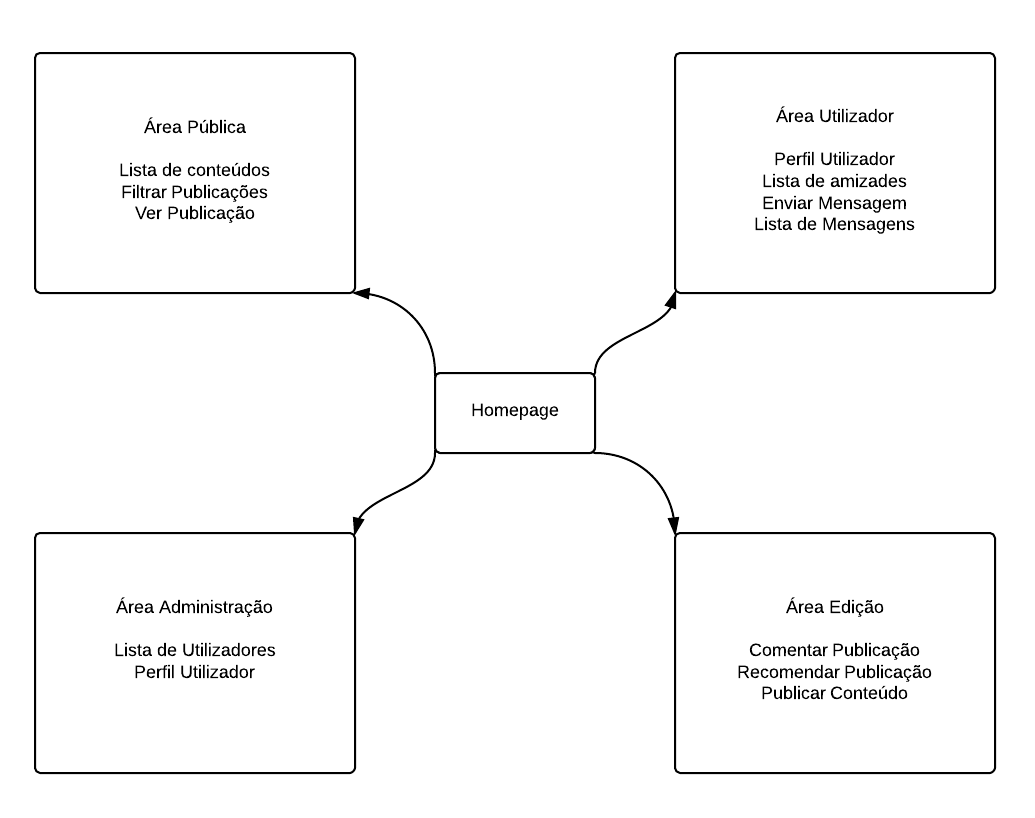 Área Pública
Lista de conteúdos
Filtrar Publicações
Ver Publicação
Área Utilizador
Perfil Utilizador
Lista de amizades
Enviar Mensagem
Lista de Mensagens
Homepage
Área Administração
Lista de Utilizadores
Perfil Utilizador
Área Edição
Comentar Publicação
Recomendar Publicação
Publicar Conteúdo